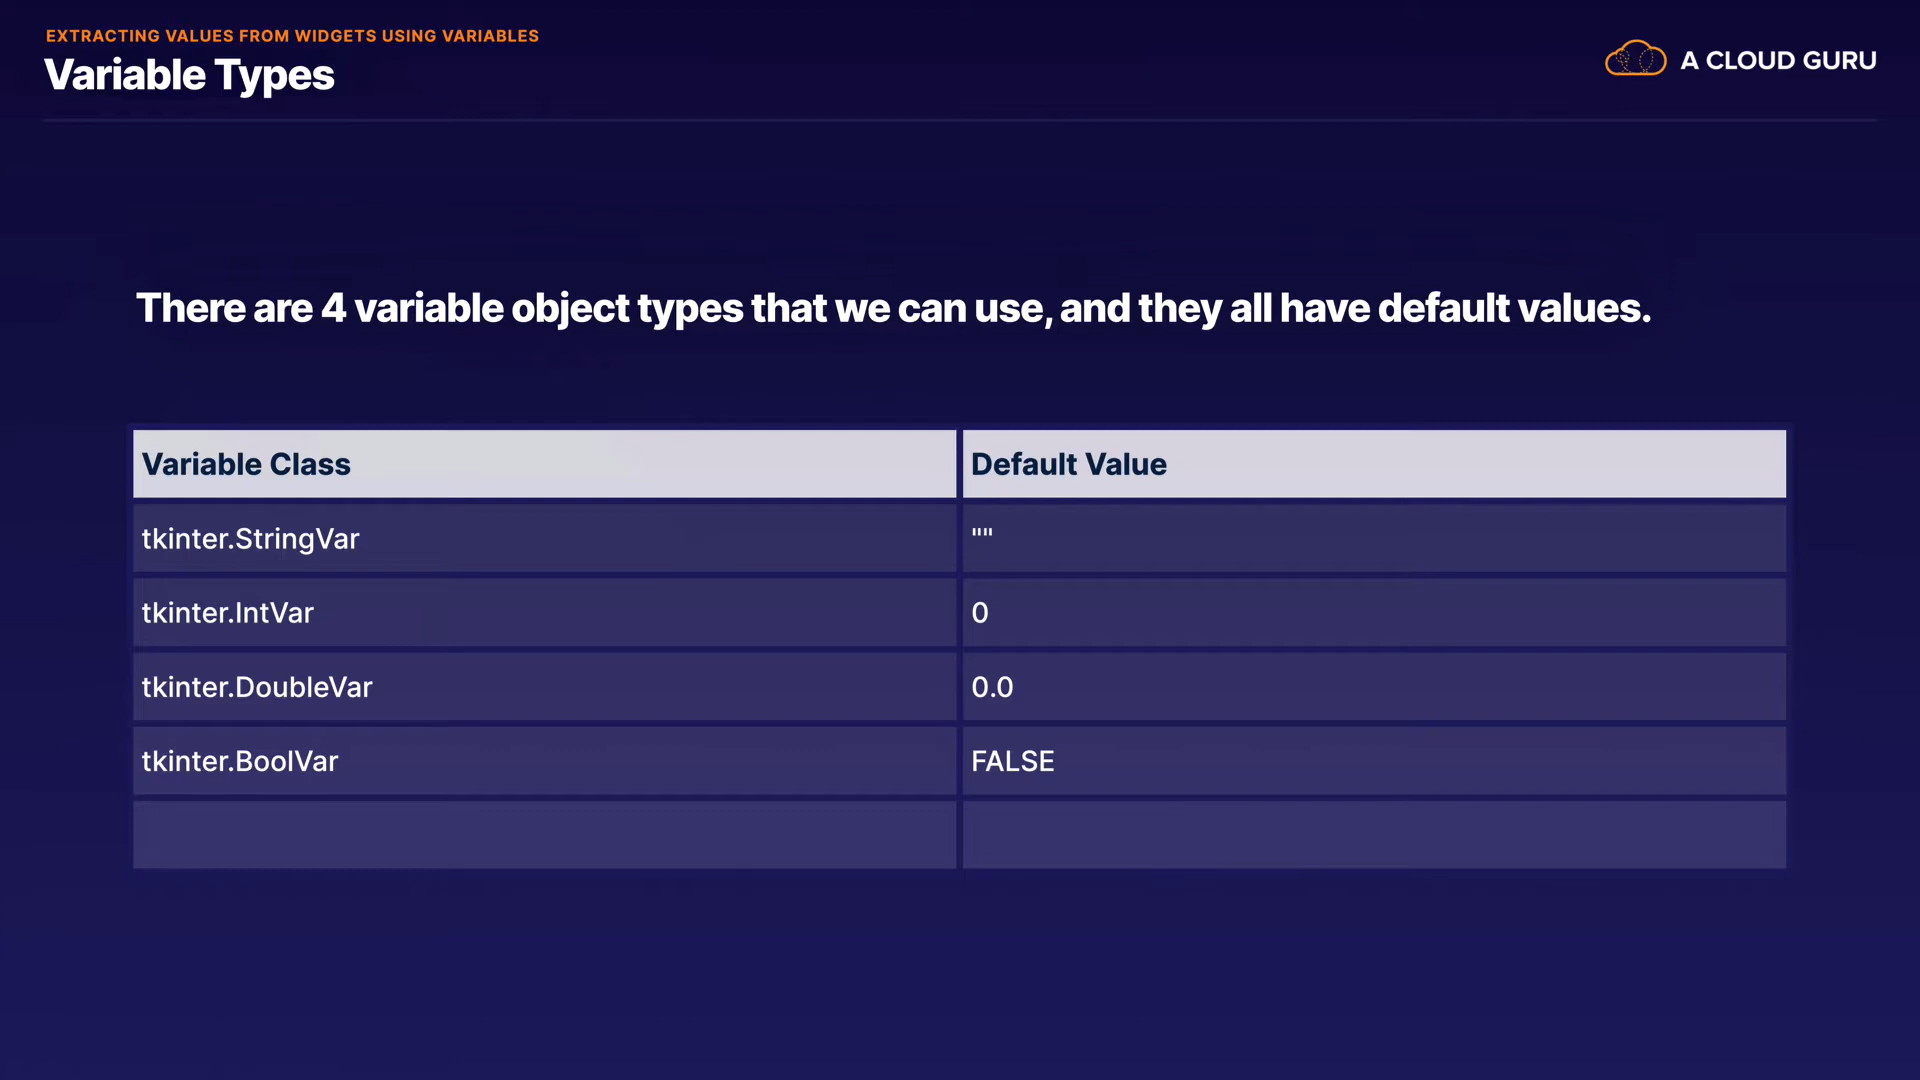 EXTRACTING VALUES FROM WIDGETS USING VARIABLES
Variable Types
A CLOUD GURU
There are 4 variable object types that we can use, and they all have default values.
Variable Class
Default Value
tkinter.StringVar
""
tkinter.IntVar
0
tkinter.DoubleVar
0.0
tkinter.BoolVar
FALSE